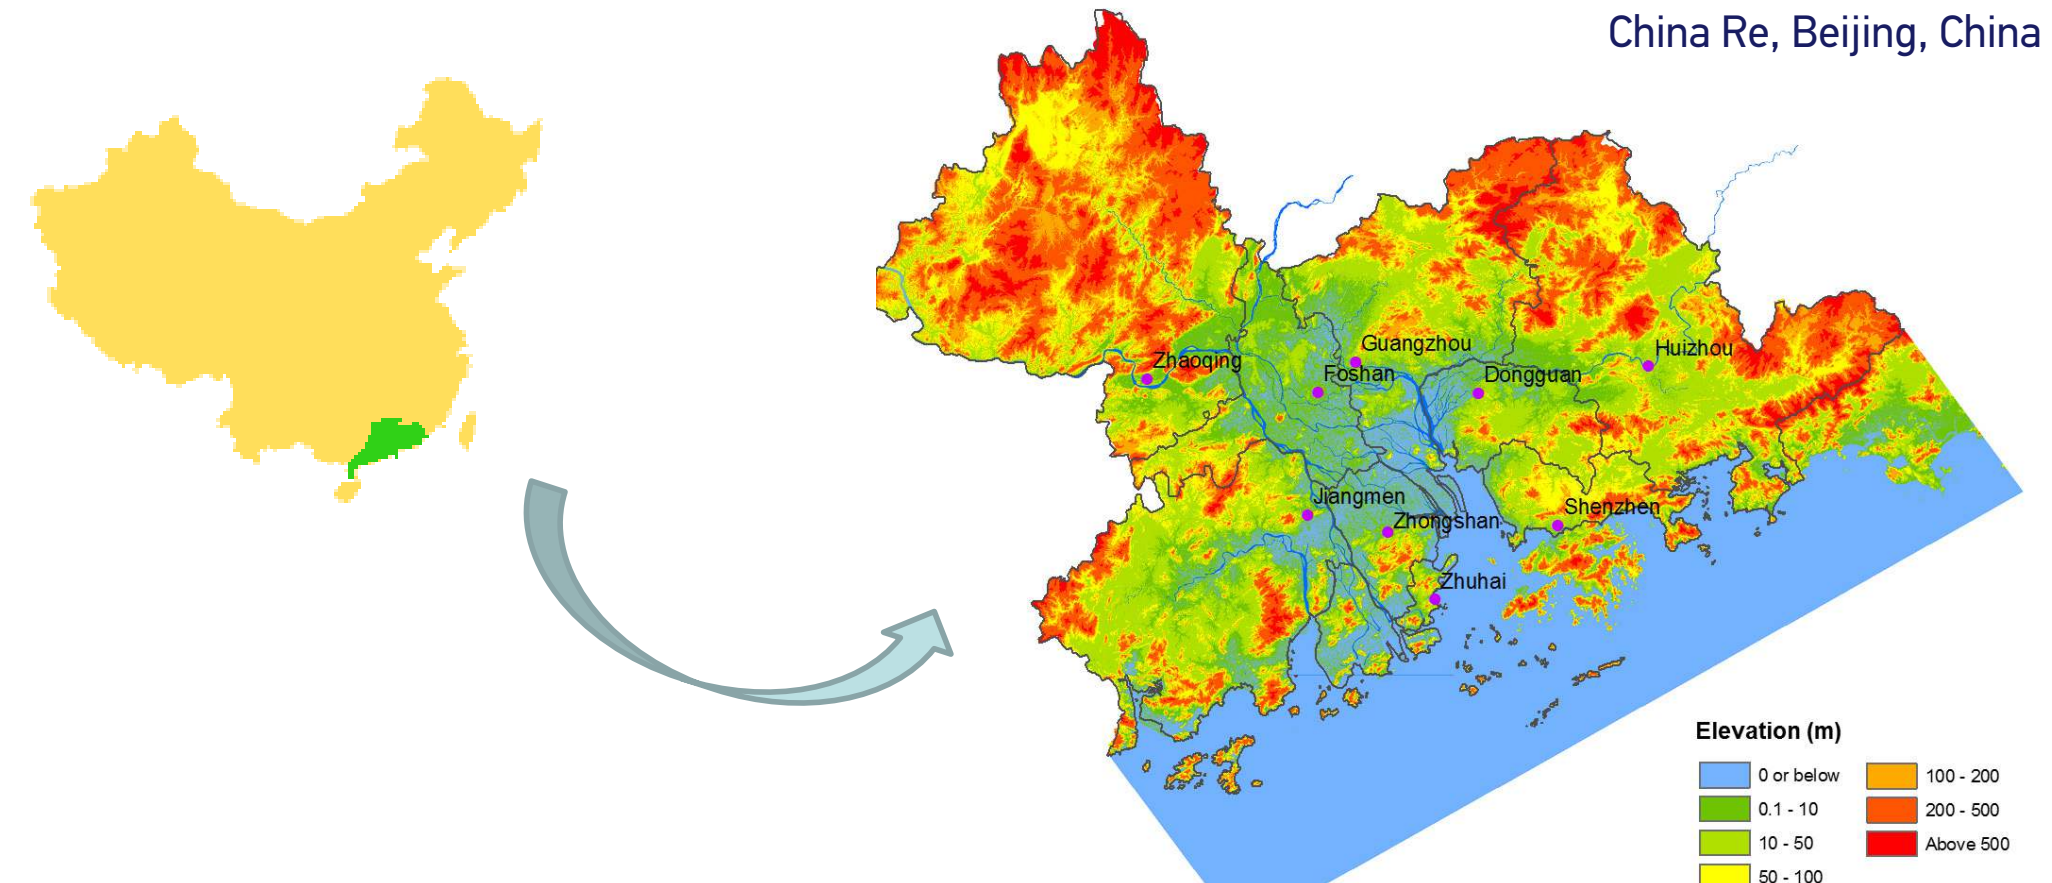 China Re, Beijing, China
Guangzhou
Huizhou
Zhaoqing
Foshan
Dongguan
Jiangmen
Shenzhen
Zhongshan
Zhuhai
Elevation (m)
0 or below
100 - 200
0.1 - 10
200 - 500
10 - 50
Above 500
50 - 100